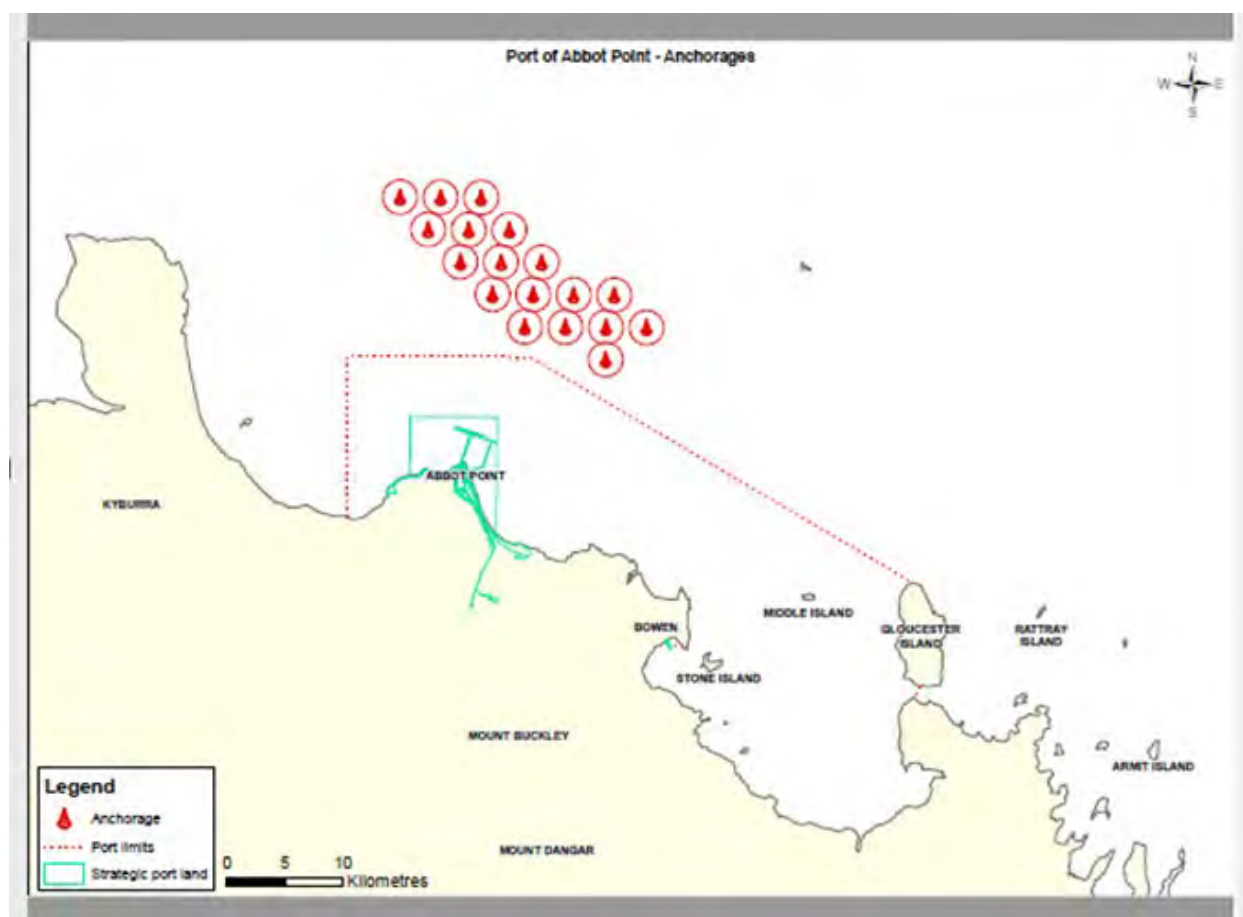 Port of Abbot Point - Anchorages
N
W
E
S
ABBOT POINT
KYBURRA
MIDDLE ISLAND
BOWEN
GLOUCESTER
ISLAND
RATTRAY
ISLAND
STONE ISLAND
MOUNT BUCKLEY
ARMIT ISLAND
MOUNT DANGAR
Legend
Anchorage
Port limits
Strategic port land
0 5 10
Kilometres